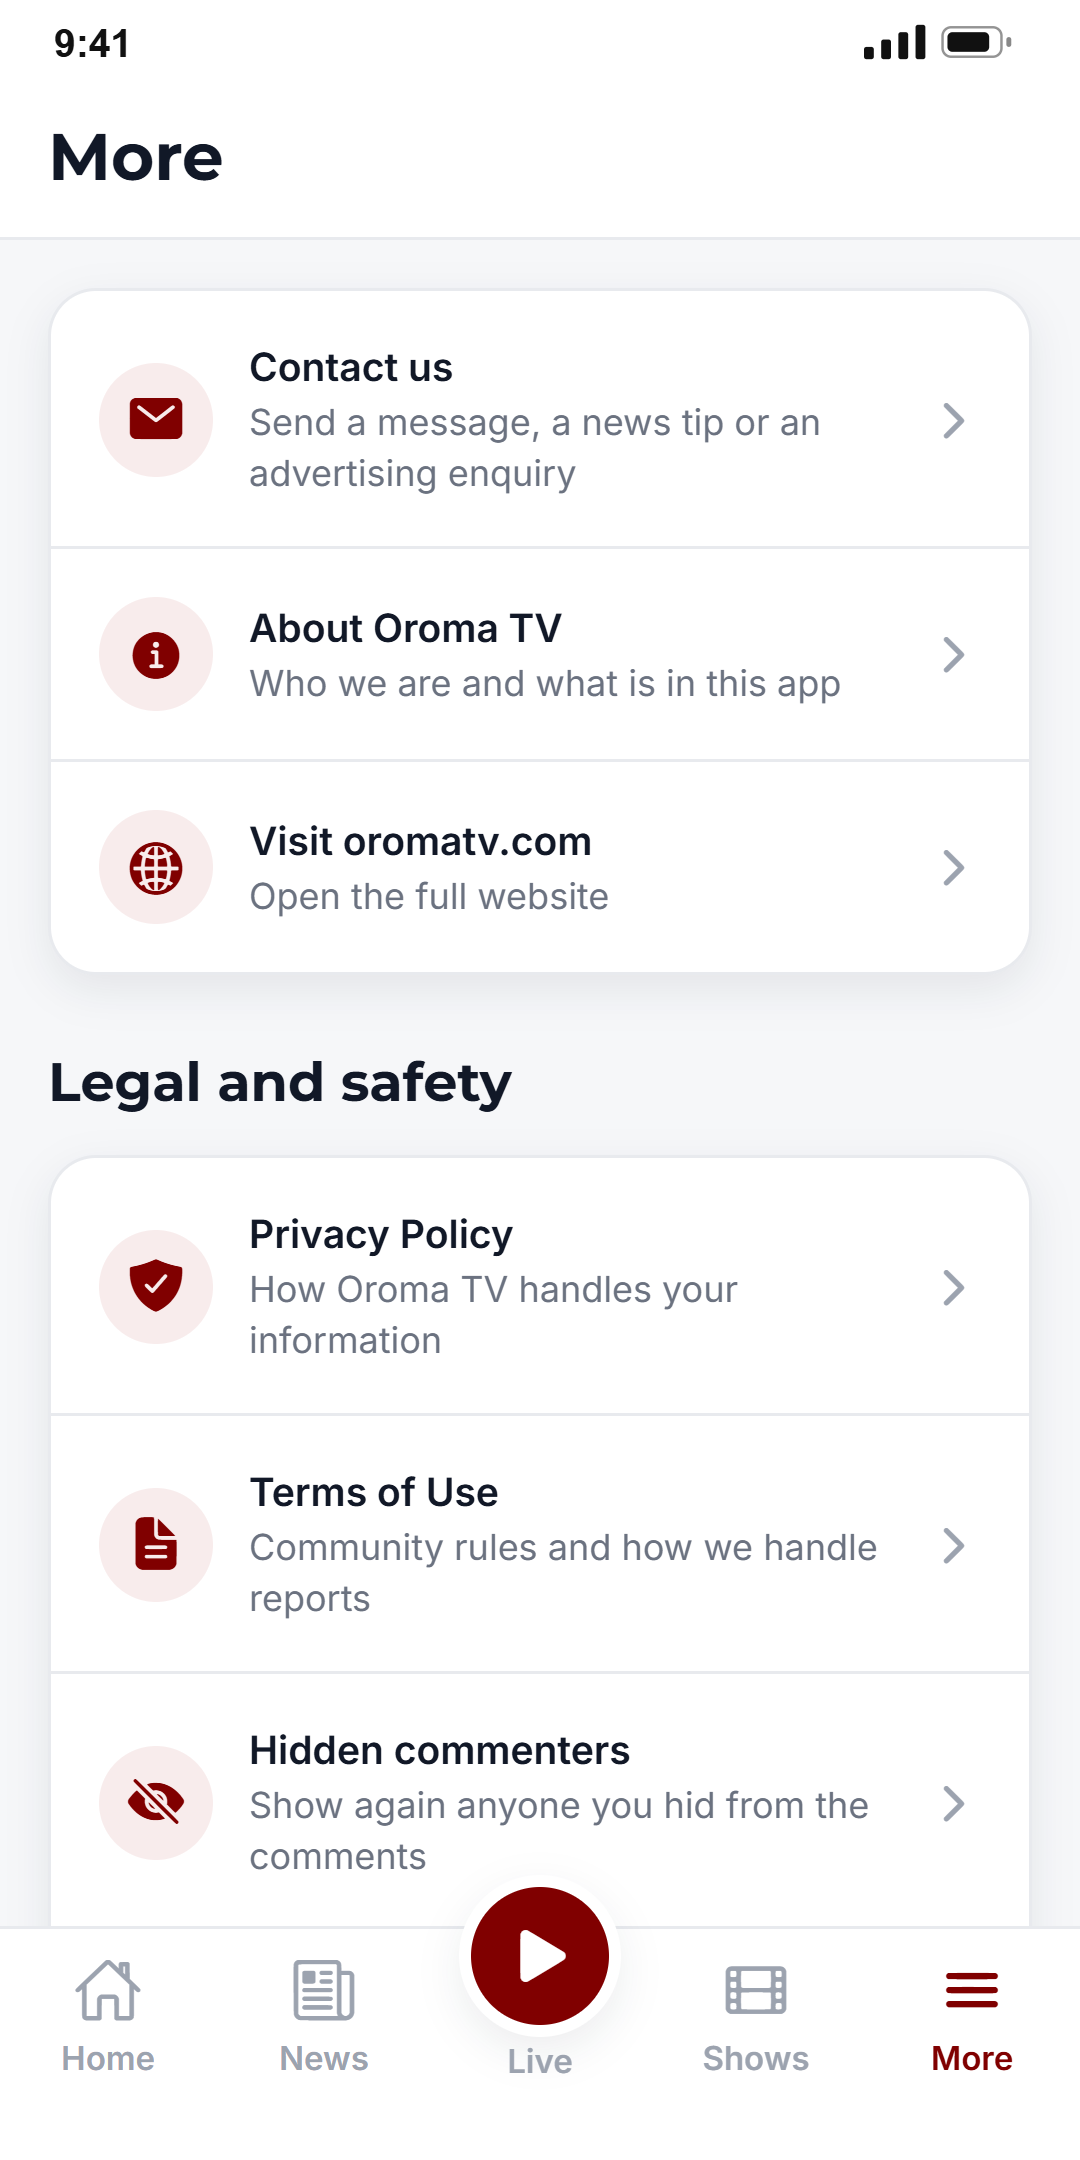 9:41
More
Contact us
Send a message, a news tip or an
advertising enquiry
About Oroma TV
Who we are and what is in this app
Visit oromatv.com
Open the full website
Legal and safety
Privacy Policy
How Oroma TV handles your
information
Terms of Use
Community rules and how we handle
reports
Hidden commenters
Show again anyone you hid from the
comments
Home
News
Live
Shows
More